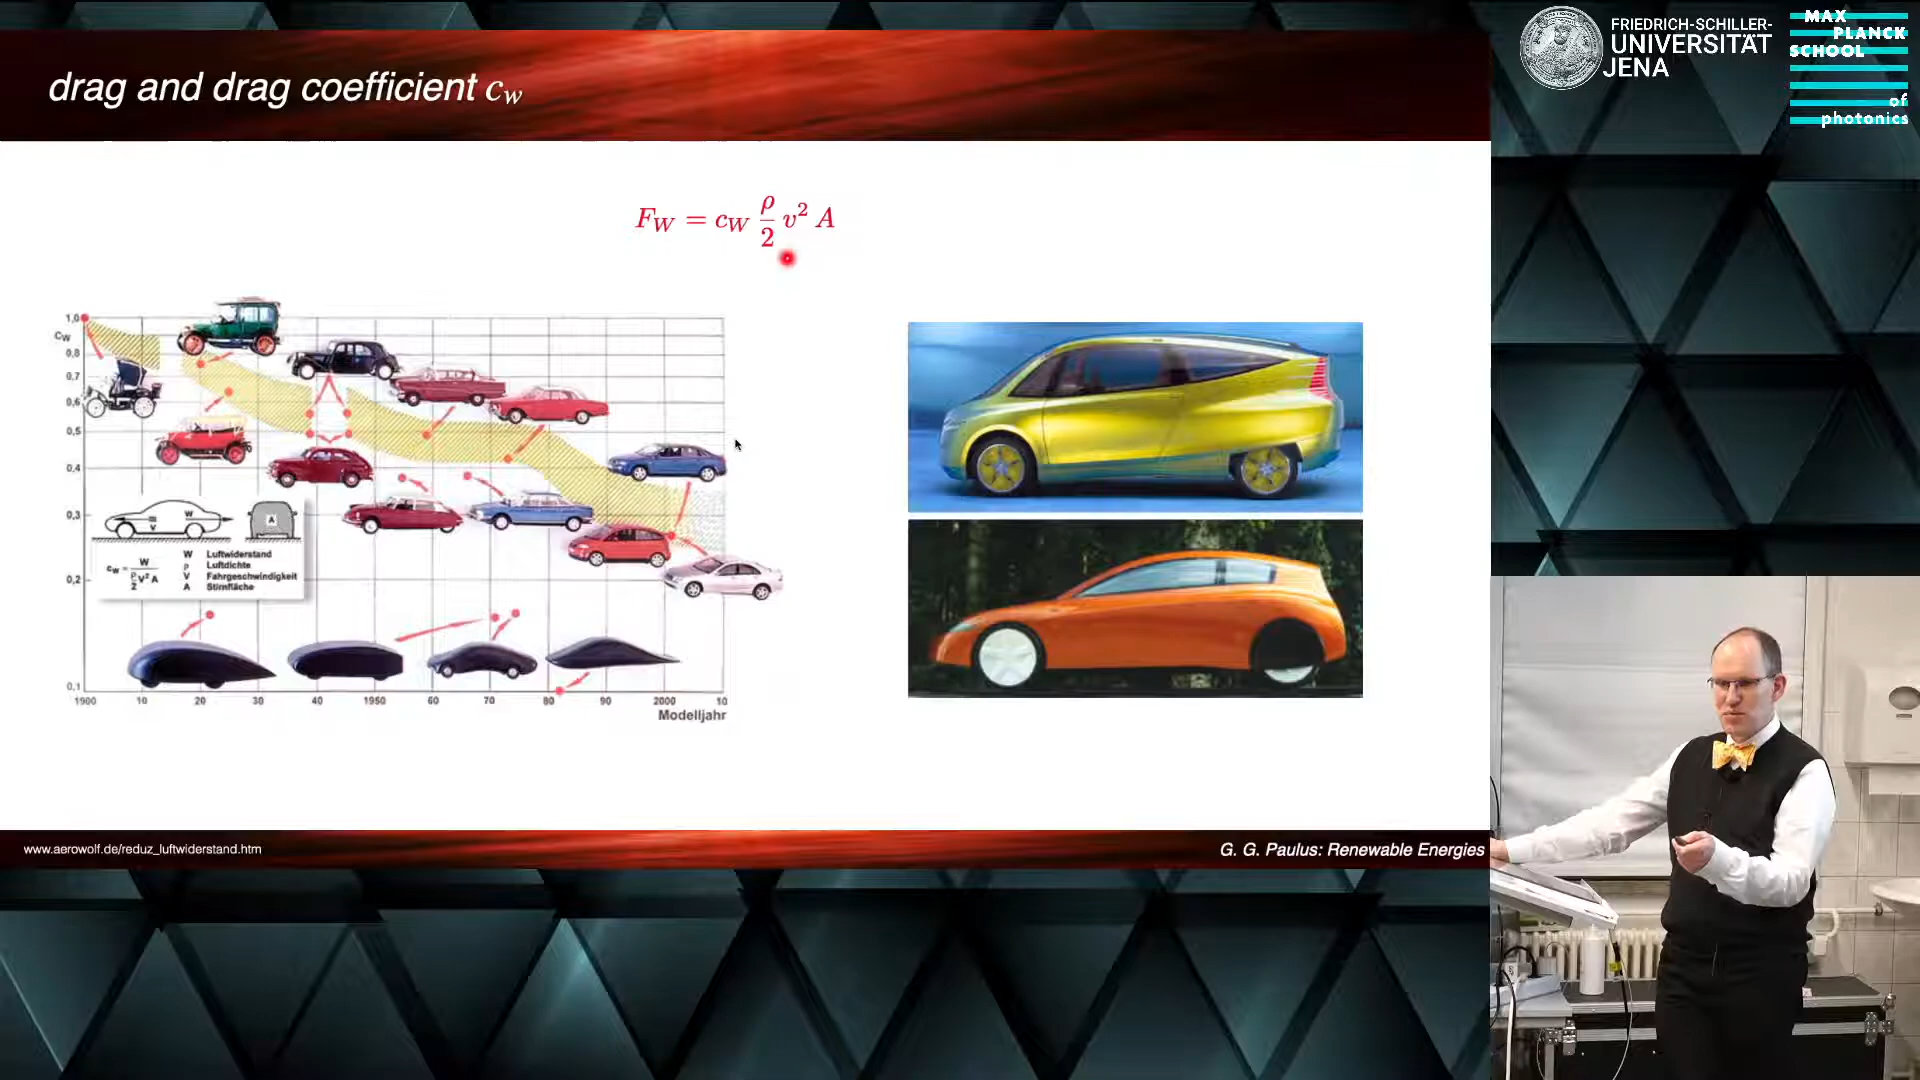 drag and drag coefficient c_w
FRIEDRICH-SCHILLER-
UNIVERSITÄT
JENA
MAX
PLANCK
SCHOOL
of
photonics
F_W = c_W ρ/2 v² A
1,0
C_W
0,8
0,7
0,6
0,5
0,4
0,3
0,2
0,1
V
W
A
c_W = W / (ρ/2 V² A)
W Luftwiderstand
ρ Luftdichte
V Fahrgeschwindigkeit
A Stirnfläche
1900 10 20 30 40 1950 60 70 80 90 2000 10
Modelljahr
www.aerowolf.de/reduz_luftwiderstand.htm
G. G. Paulus: Renewable Energies